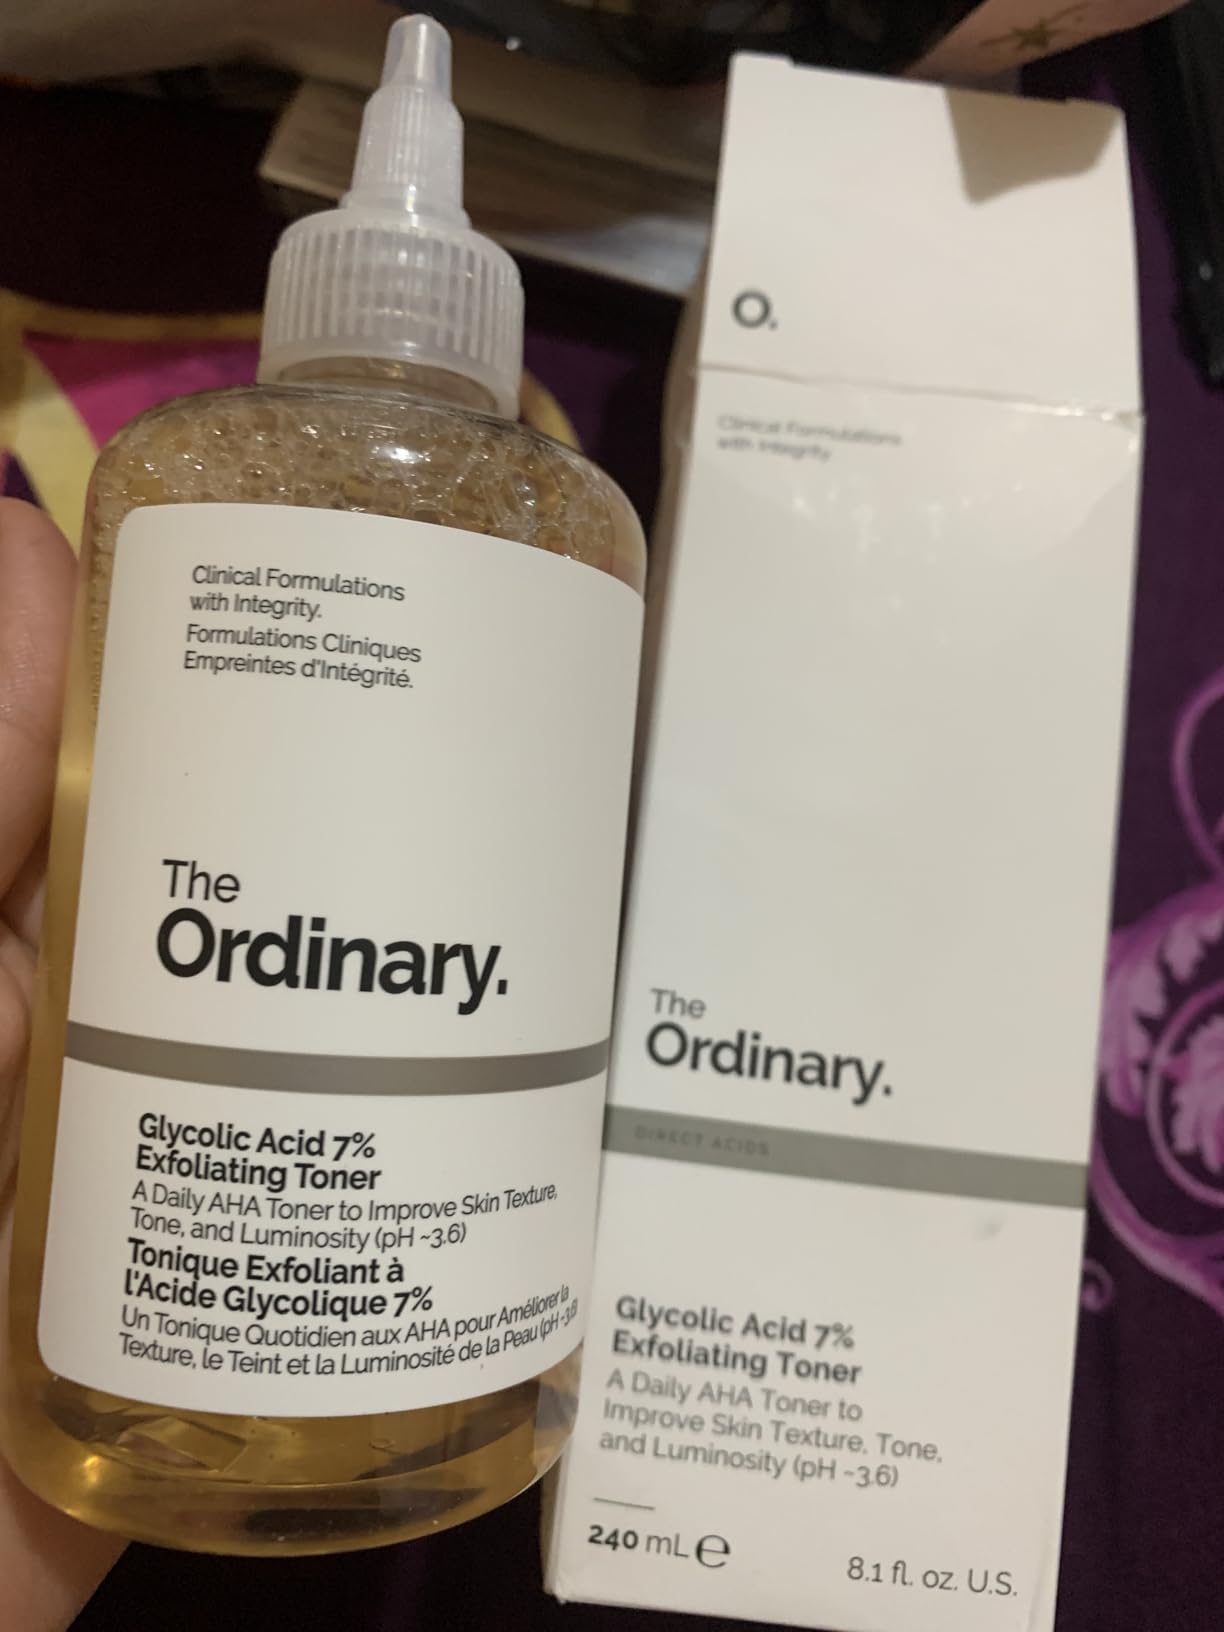 Clinical Formulations
with Integrity.
Formulations Cliniques
Empreintes d'Intégrité.
The
Ordinary.
Glycolic Acid 7%
Exfoliating Toner
A Daily AHA Toner to Improve Skin Texture,
Tone, and Luminosity (pH ~3.6)
Tonique Exfoliant à
l'Acide Glycolique 7%
Un Tonique Quotidien aux AHA pour Améliorer la
Texture, le Teint et la Luminosité de la Peau (pH ~3.6
O.
Clinical Formulations
with Integrity
The
Ordinary.
DIRECT ACIDS
Glycolic Acid 7%
Exfoliating Toner
A Daily AHA Toner to
Improve Skin Texture, Tone,
and Luminosity (pH ~3.6)
240 mL ℮
8.1 fl. oz. U.S.